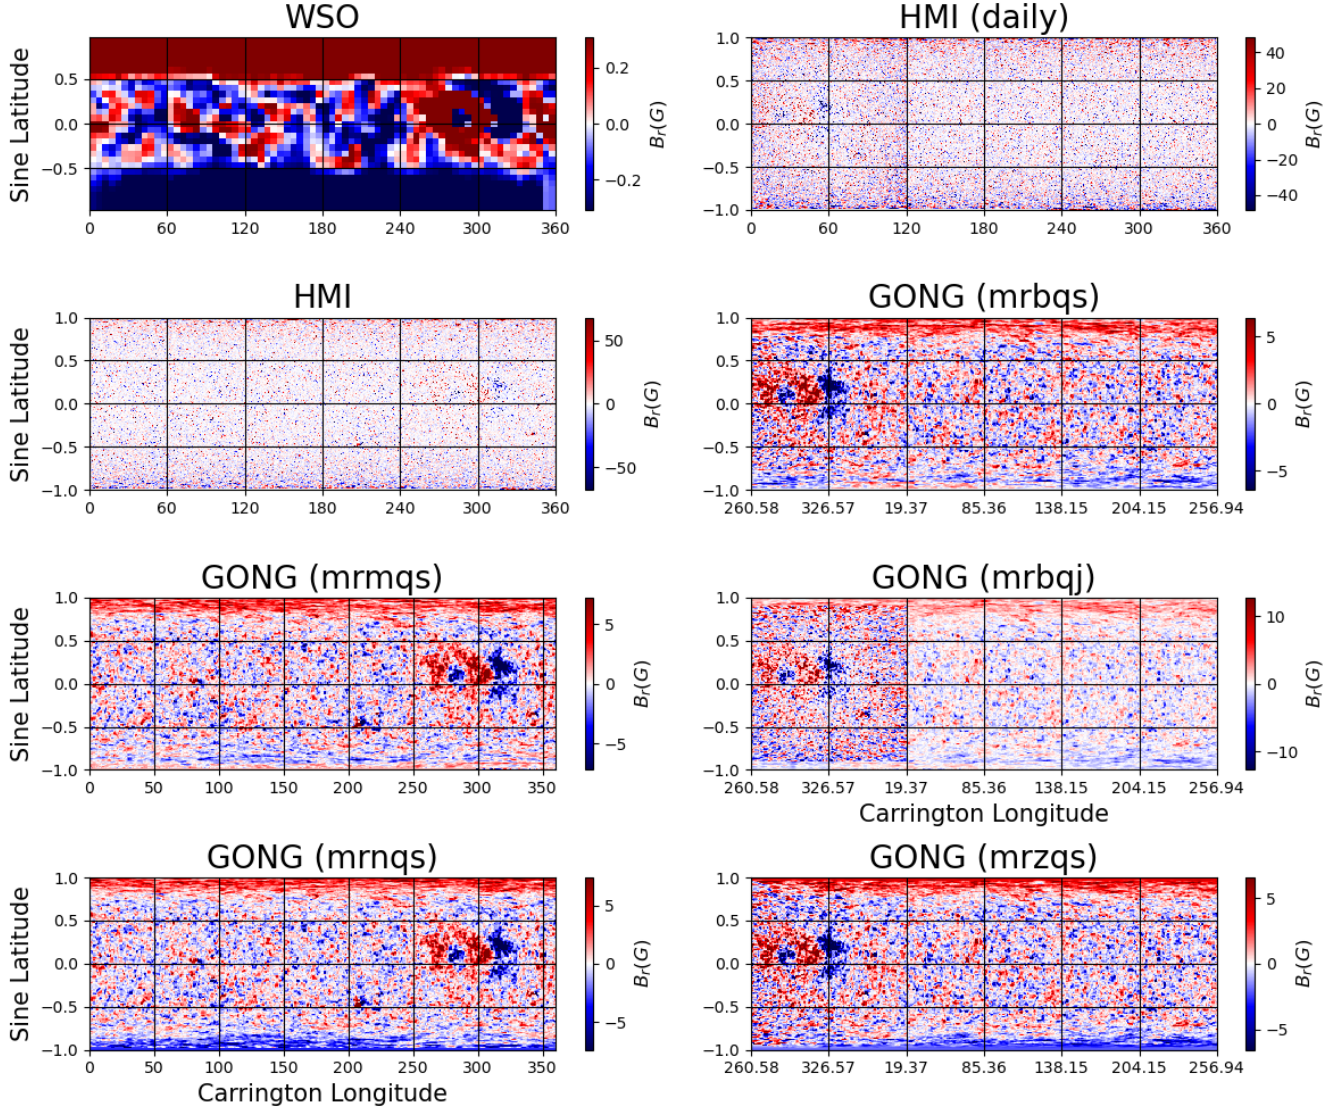 WSO
Sine Latitude
0.5
0.0
−0.5
0 60 120 180 240 300 360
0.2
0.0
−0.2
B_r(G)
HMI (daily)
1.0
0.5
0.0
−0.5
−1.0
0 60 120 180 240 300 360
40
20
0
−20
−40
B_r(G)
HMI
Sine Latitude
1.0
0.5
0.0
−0.5
−1.0
0 60 120 180 240 300 360
50
0
−50
B_r(G)
GONG (mrbqs)
1.0
0.5
0.0
−0.5
−1.0
260.58 326.57 19.37 85.36 138.15 204.15 256.94
5
0
−5
B_r(G)
GONG (mrmqs)
Sine Latitude
1.0
0.5
0.0
−0.5
−1.0
0 50 100 150 200 250 300 350
5
0
−5
B_r(G)
GONG (mrbqj)
1.0
0.5
0.0
−0.5
−1.0
260.58 326.57 19.37 85.36 138.15 204.15 256.94
Carrington Longitude
10
0
−10
B_r(G)
GONG (mrnqs)
Sine Latitude
1.0
0.5
0.0
−0.5
−1.0
0 50 100 150 200 250 300 350
Carrington Longitude
5
0
−5
B_r(G)
GONG (mrzqs)
1.0
0.5
0.0
−0.5
−1.0
260.58 326.57 19.37 85.36 138.15 204.15 256.94
5
0
−5
B_r(G)